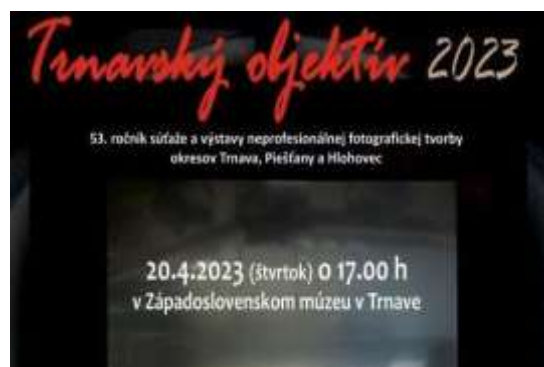 Trnavský objektív 2023
53. ročník súťaže a výstavy neprofesionálnej fotografickej tvorby
okresov Trnava, Piešťany a Hlohovec
20.4.2023 (štvrtok) o 17.00 h
v Západoslovenskom múzeu v Trnave